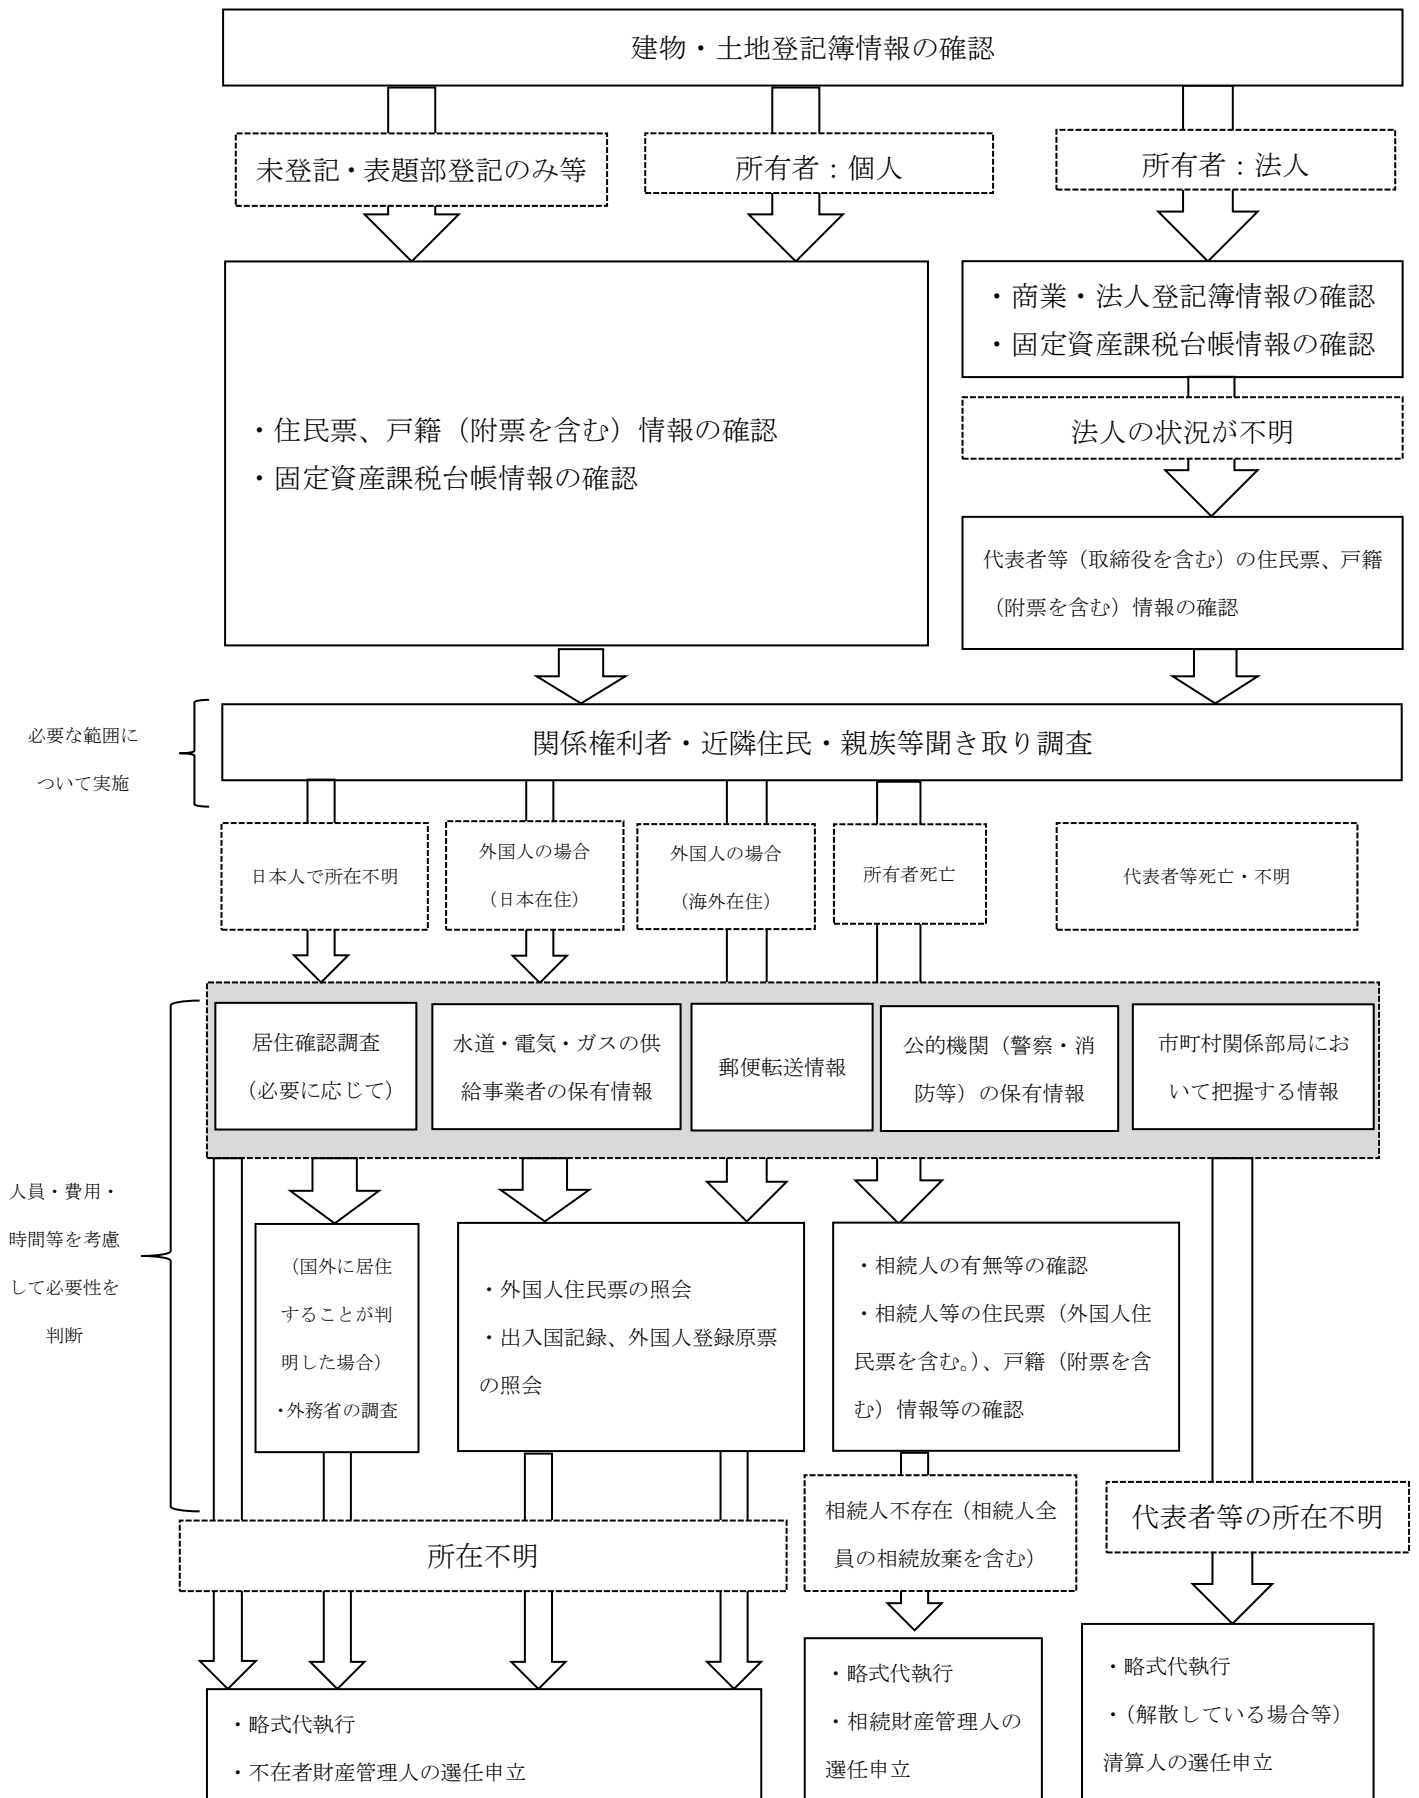 建物・土地登記簿情報の確認
未登記・表題部登記のみ等
所有者：個人
所有者：法人
・住民票、戸籍（附票を含む）情報の確認
・固定資産課税台帳情報の確認
・商業・法人登記簿情報の確認
・固定資産課税台帳情報の確認
法人の状況が不明
代表者等（取締役を含む）の住民票、戸籍
（附票を含む）情報の確認
必要な範囲に
ついて実施
関係権利者・近隣住民・親族等聞き取り調査
日本人で所在不明
外国人の場合
（日本在住）
外国人の場合
（海外在住）
所有者死亡
代表者等死亡・不明
居住確認調査
（必要に応じて）
水道・電気・ガスの供
給事業者の保有情報
郵便転送情報
公的機関（警察・消
防等）の保有情報
市町村関係部局にお
いて把握する情報
人員・費用・
時間等を考慮
して必要性を
判断
（国外に居住
することが判
明した場合）
・外務省の調査
・外国人住民票の照会
・出入国記録、外国人登録原票
の照会
・相続人の有無等の確認
・相続人等の住民票（外国人住
民票を含む。）、戸籍（附票を含
む）情報等の確認
所在不明
相続人不存在（相続人全
員の相続放棄を含む）
代表者等の所在不明
・略式代執行
・不在者財産管理人の選任申立
・略式代執行
・相続財産管理人の
選任申立
・略式代執行
・（解散している場合等）
清算人の選任申立